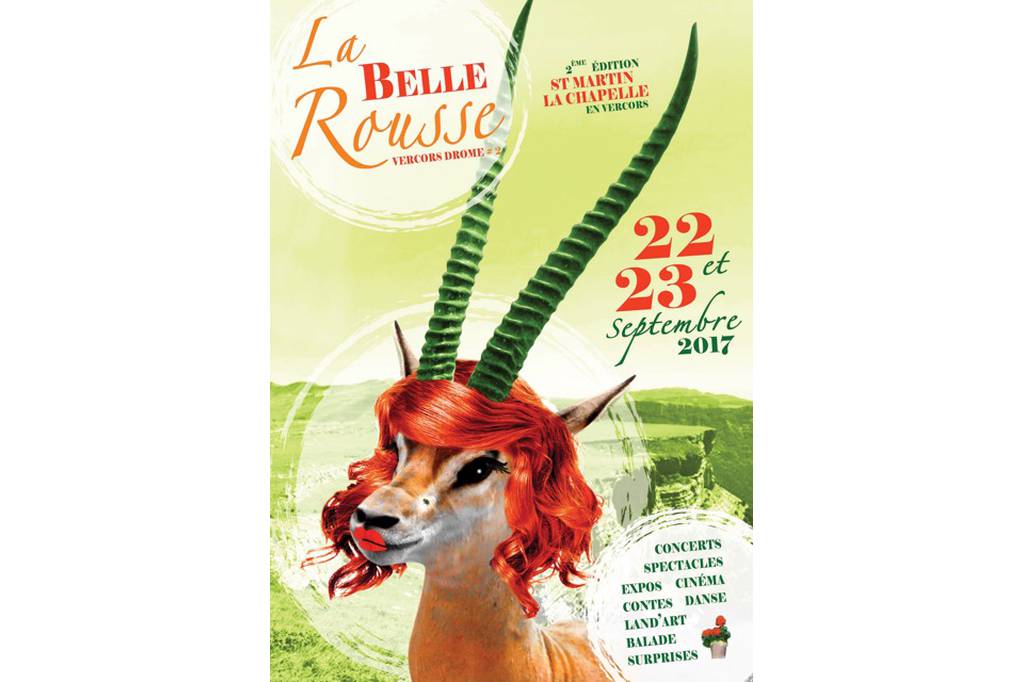 La
BELLE
Rousse
VERCORS DROME # 2
2ÈME ÉDITION
ST MARTIN
LA CHAPELLE
EN VERCORS
22
et
23
septembre
2017
CONCERTS
SPECTACLES
EXPOS CINÉMA
CONTES DANSE
LAND'ART
BALADE
SURPRISES